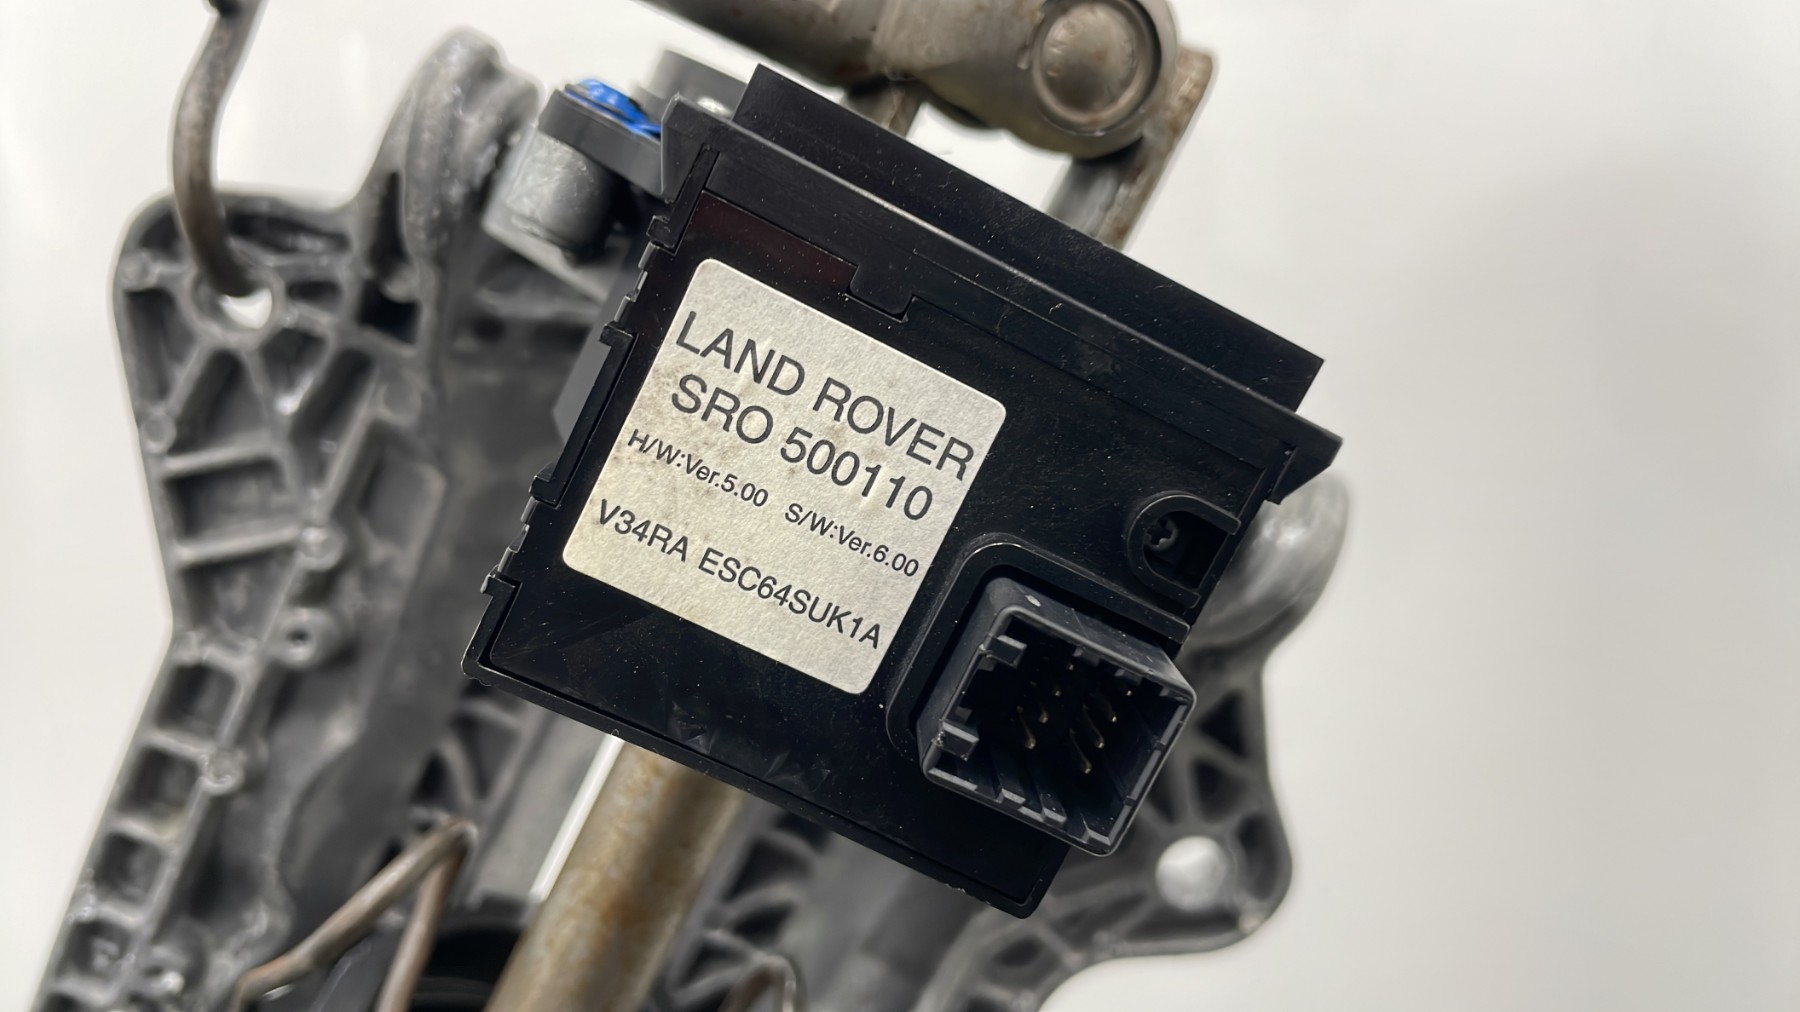 LAND ROVER
SRO 500110
H/W:Ver.5.00 S/W:Ver.6.00
V34RA ESC64SUK1A